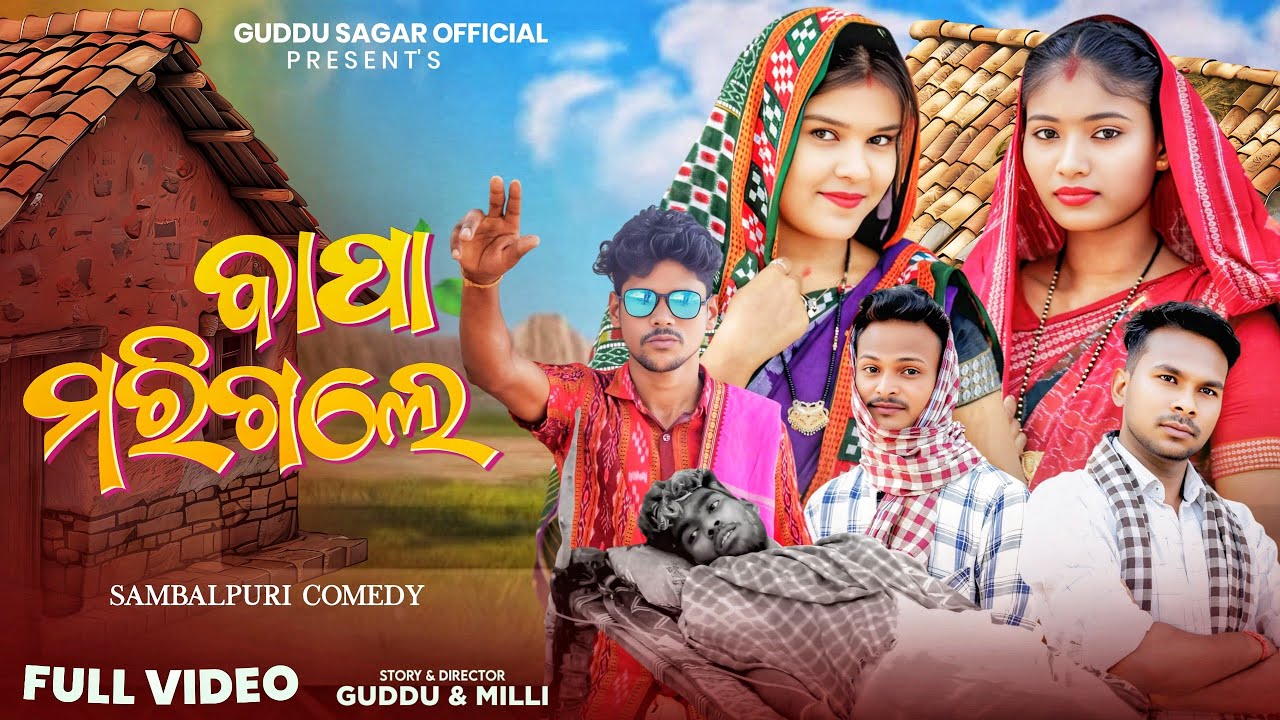 GUDDU SAGAR OFFICIAL
PRESENT'S
ବାପା
ମରିଗଲେ
SAMBALPURI COMEDY
FULL VIDEO
STORY & DIRECTOR
GUDDU & MILLI